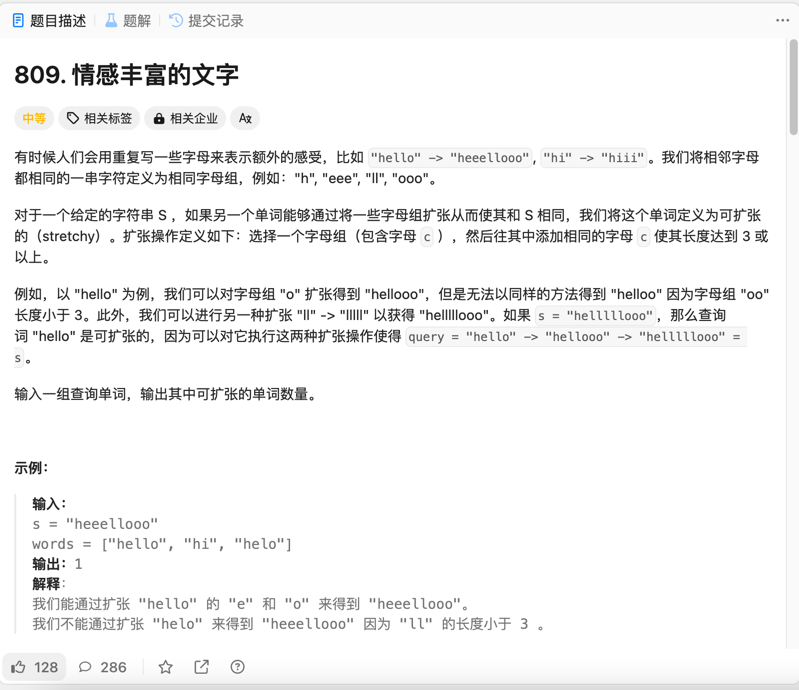 题目描述 题解 提交记录
809. 情感丰富的文字
中等 相关标签 相关企业
有时候人们会用重复写一些字母来表示额外的感受，比如 "hello" -> "heeellooo", "hi" -> "hiii"。我们将相邻字母
都相同的一串字符定义为相同字母组，例如："h", "eee", "ll", "ooo"。
对于一个给定的字符串 S ，如果另一个单词能够通过将一些字母组扩张从而使其和 S 相同，我们将这个单词定义为可扩张
的（stretchy）。扩张操作定义如下：选择一个字母组（包含字母 c ），然后往其中添加相同的字母 c 使其长度达到 3 或
以上。
例如，以 "hello" 为例，我们可以对字母组 "o" 扩张得到 "hellooo"，但是无法以同样的方法得到 "helloo" 因为字母组 "oo"
长度小于 3。此外，我们可以进行另一种扩张 "ll" -> "lllll" 以获得 "helllllooo"。如果 s = "helllllooo"，那么查询
词 "hello" 是可扩张的，因为可以对它执行这两种扩张操作使得 query = "hello" -> "hellooo" -> "helllllooo" =
s 。
输入一组查询单词，输出其中可扩张的单词数量。
示例：
输入：
s = "heeellooo"
words = ["hello", "hi", "helo"]
输出：1
解释：
我们能通过扩张 "hello" 的 "e" 和 "o" 来得到 "heeellooo"。
我们不能通过扩张 "helo" 来得到 "heeellooo" 因为 "ll" 的长度小于 3 。
128 286